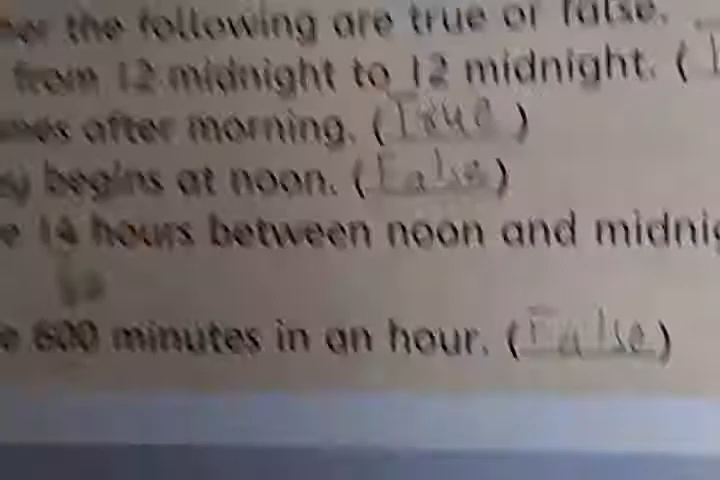 the following are true or false.
from 12 midnight to 12 midnight. (
after morning. (True)
begins at noon. (False)
14 hours between noon and
600 minutes in an hour. (False)